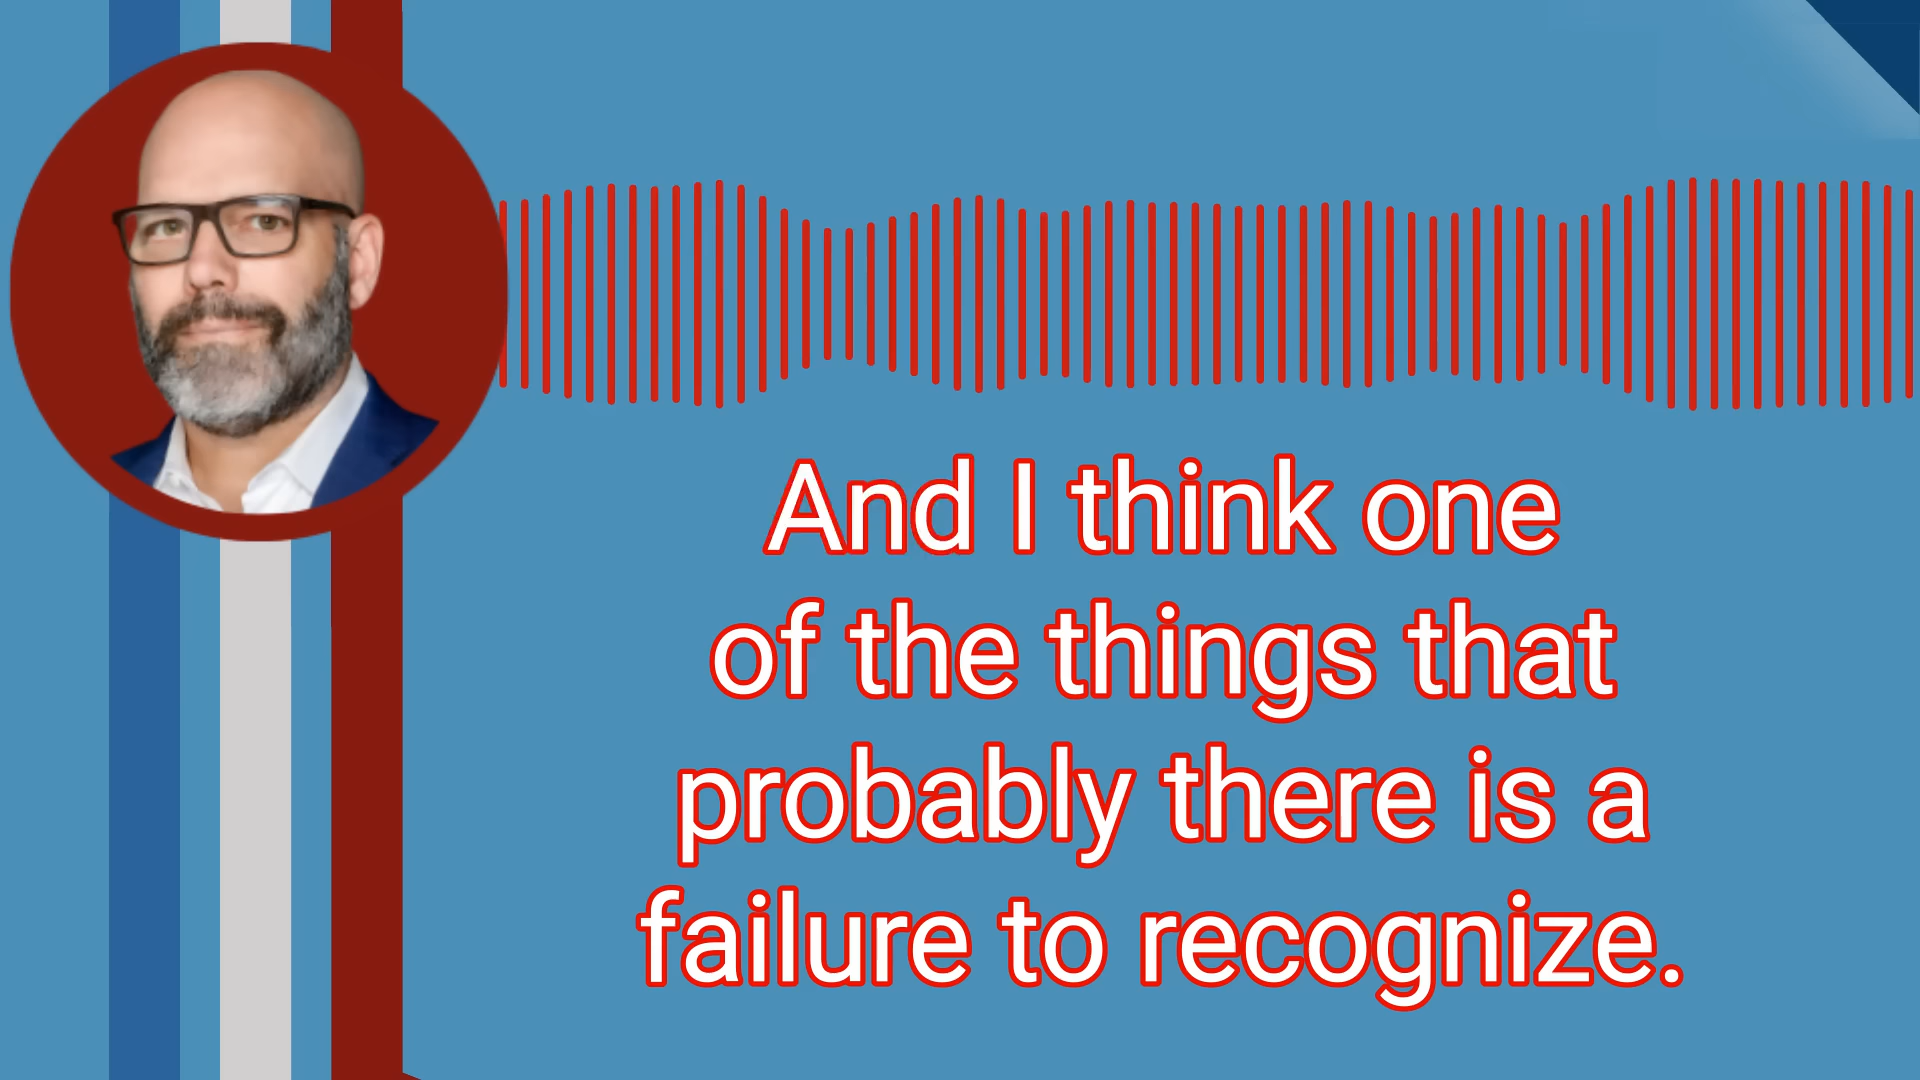 And I think one
of the things that
probably there is a
failure to recognize.